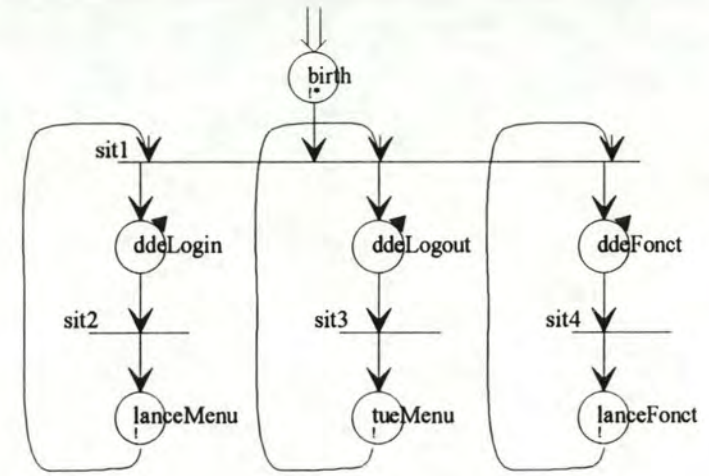 birth
!*
sit1
ddeLogin
ddeLogout
ddeFonct
sit2
sit3
sit4
lanceMenu
!
tueMenu
!
lanceFonct
!